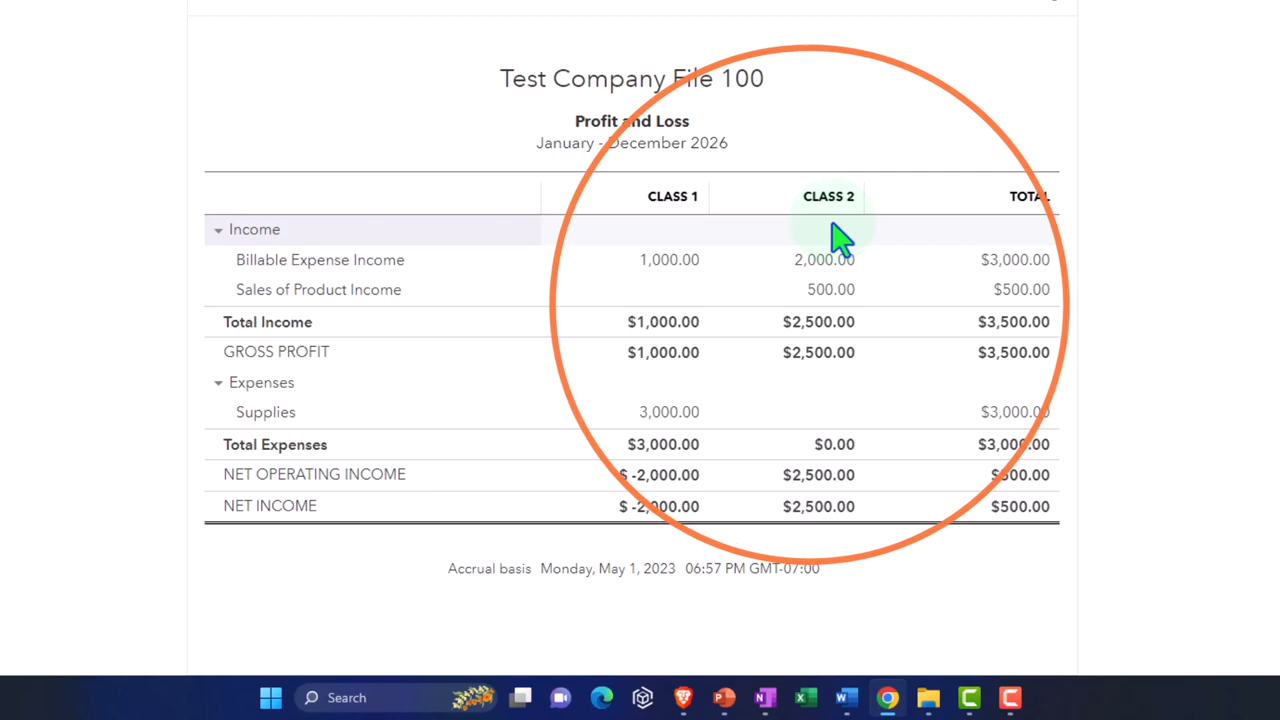 Test Company File 100
Profit and Loss
January - December 2026
CLASS 1 CLASS 2 TOTAL
Income
Billable Expense Income 1,000.00 2,000.00 $3,000.00
Sales of Product Income 500.00 $500.00
Total Income $1,000.00 $2,500.00 $3,500.00
GROSS PROFIT $1,000.00 $2,500.00 $3,500.00
Expenses
Supplies 3,000.00 $3,000.00
Total Expenses $3,000.00 $0.00 $3,000.00
NET OPERATING INCOME $ -2,000.00 $2,500.00 $500.00
NET INCOME $ -2,000.00 $2,500.00 $500.00
Accrual basis Monday, May 1, 2023 06:57 PM GMT-07:00
Search